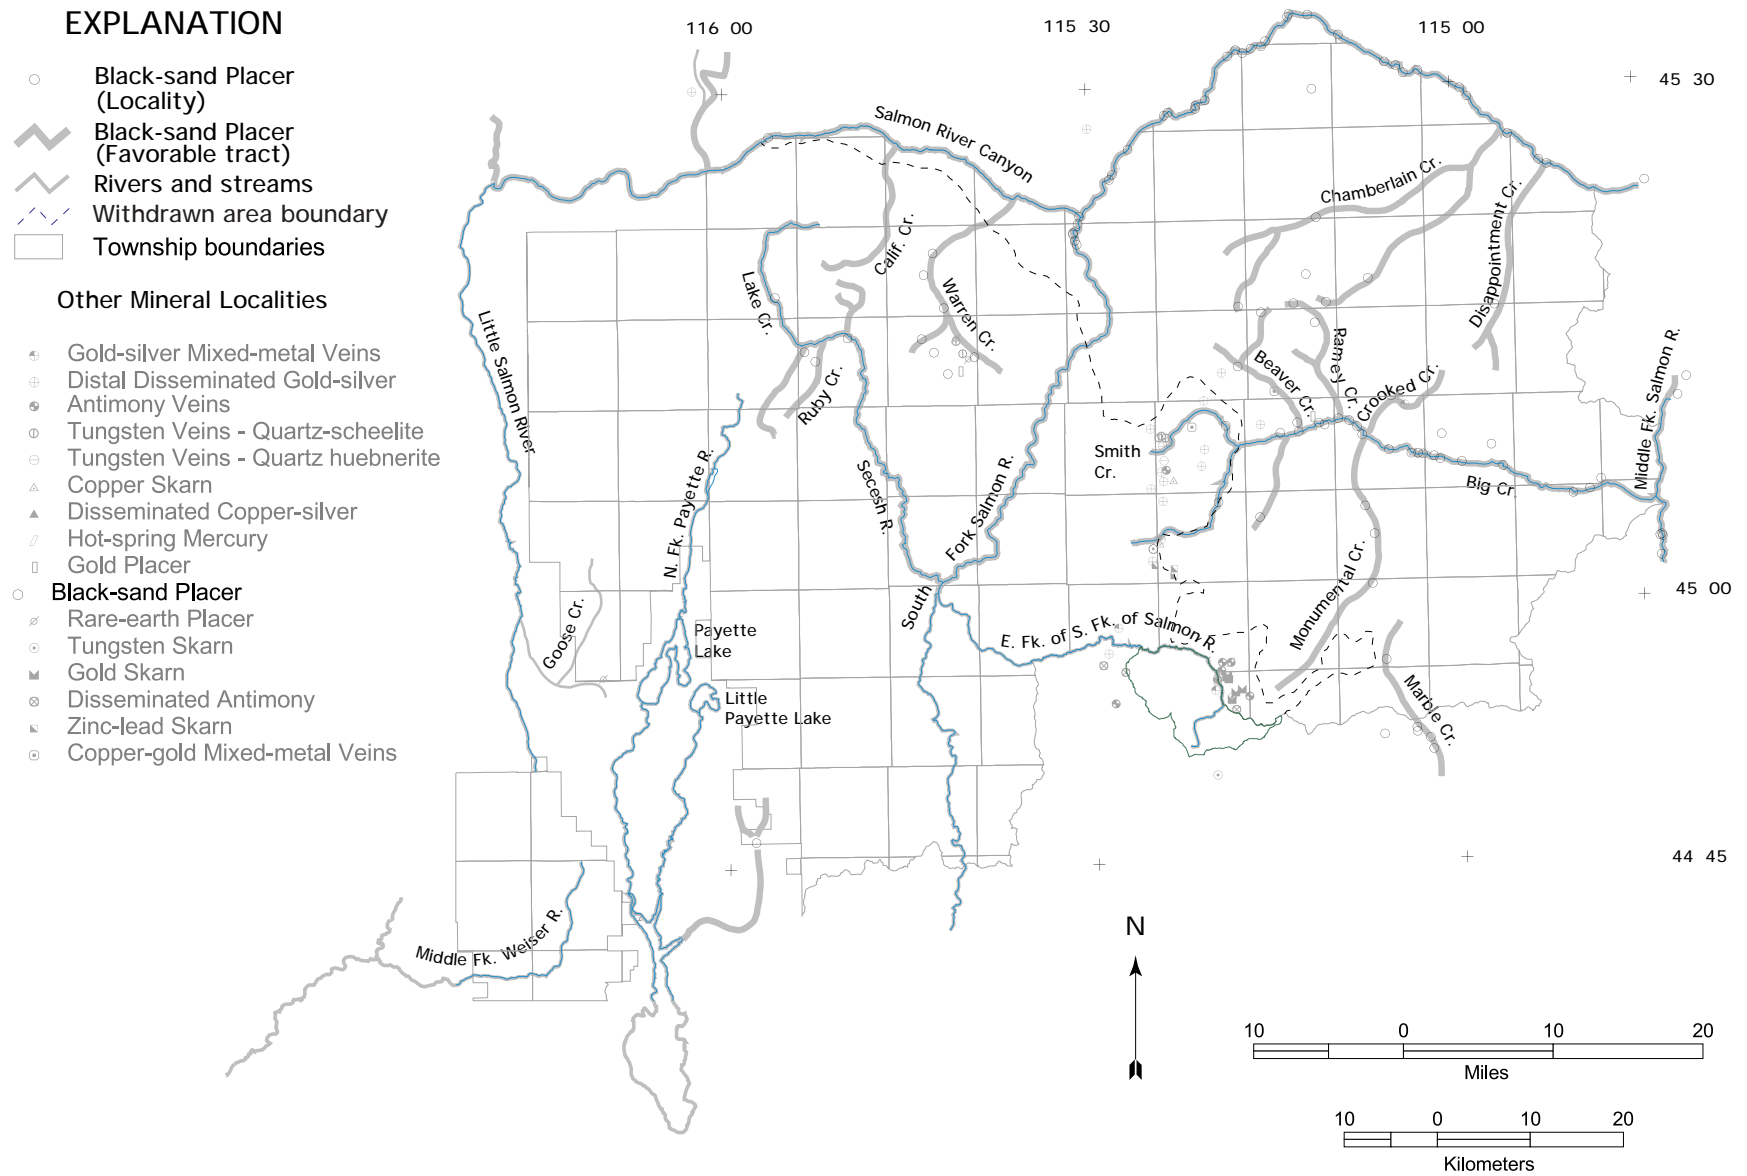 EXPLANATION
Black-sand Placer
(Locality)
Black-sand Placer
(Favorable tract)
Rivers and streams
Withdrawn area boundary
Township boundaries
Other Mineral Localities
Gold-silver Mixed-metal Veins
Distal Disseminated Gold-silver
Antimony Veins
Tungsten Veins - Quartz-scheelite
Tungsten Veins - Quartz huebnerite
Copper Skarn
Disseminated Copper-silver
Hot-spring Mercury
Gold Placer
Black-sand Placer
Rare-earth Placer
Tungsten Skarn
Gold Skarn
Disseminated Antimony
Zinc-lead Skarn
Copper-gold Mixed-metal Veins
116 00
115 30
115 00
45 30
45 00
44 45
Salmon River Canyon
Chamberlain Cr.
Disappointment Cr.
Calif. Cr.
Lake Cr.
Warren Cr.
Little Salmon River
Ruby Cr.
Beaver Cr.
Ramey Cr.
Crooked Cr.
Middle Fk. Salmon R.
Smith
Cr.
Big Cr.
N. Fk. Payette R.
Secesh R.
South Fork Salmon R.
Monumental Cr.
Goose Cr.
Payette
Lake
E. Fk. of S. Fk. of Salmon R.
Little
Payette Lake
Marble Cr.
Middle Fk. Weiser R.
N
10 0 10 20
Miles
10 0 10 20
Kilometers